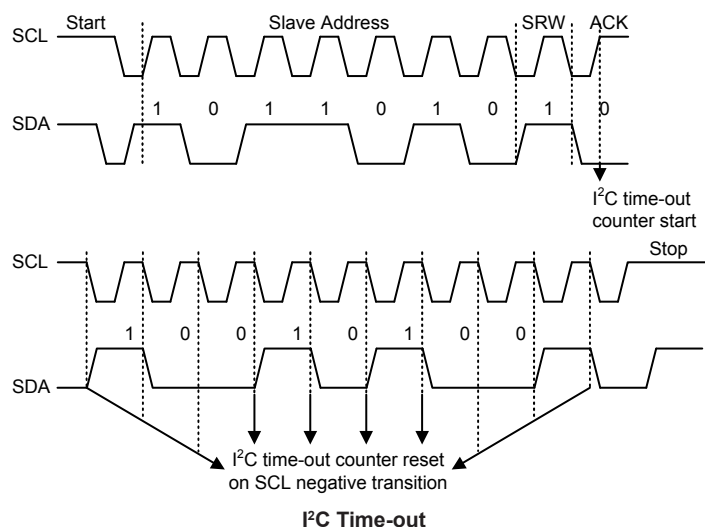 Start Slave Address SRW ACK
SCL
1 0 1 1 0 1 0 1 0
SDA
I²C time-out
counter start
Stop
SCL
1 0 0 1 0 1 0 0
SDA
I²C time-out counter reset
on SCL negative transition
I²C Time-out